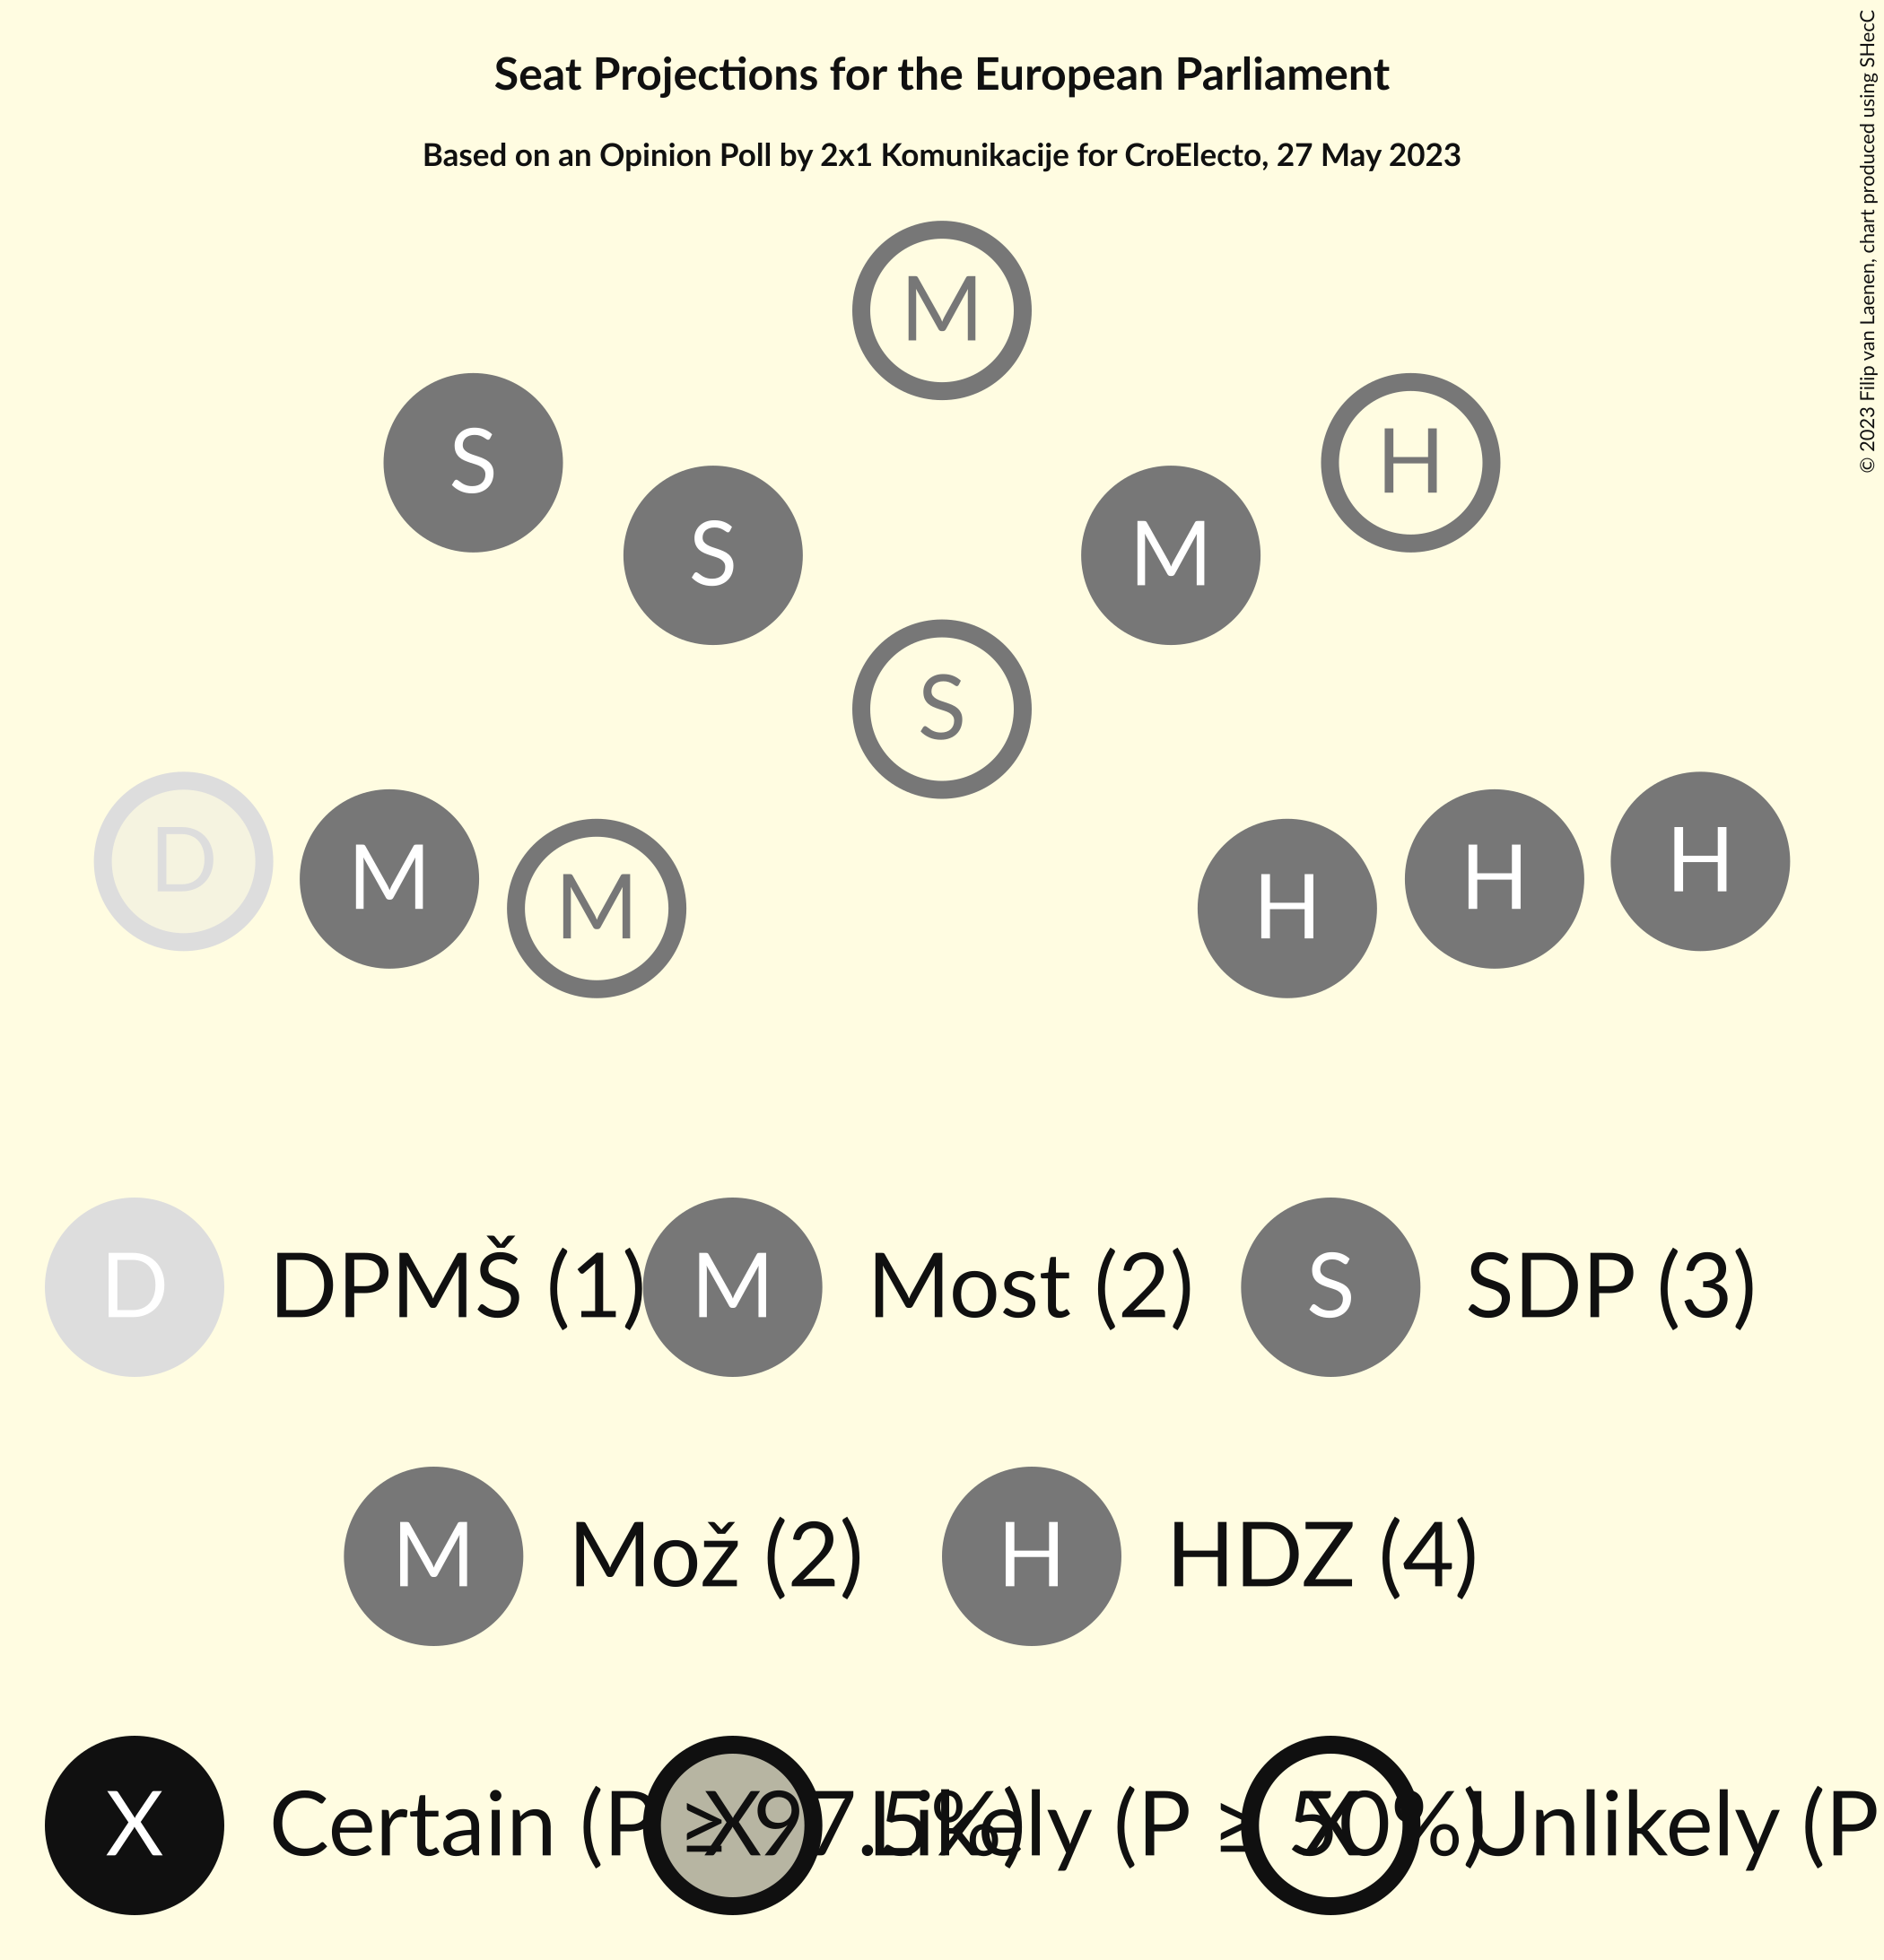 Seat Projections for the European Parliament
Based on an Opinion Poll by 2x1 Komunikacije for CroElecto, 27 May 2023
© 2023 Filip van Laenen, chart produced using SHecC
M
S
H
S
M
S
D
M
M
H
H
H
D DPMŠ (1)
M Most (2)
S SDP (3)
M Mož (2)
H HDZ (4)
X Certain (P ≥ 97.5%)
X Likely (P ≥ 50%)
X Unlikely (P